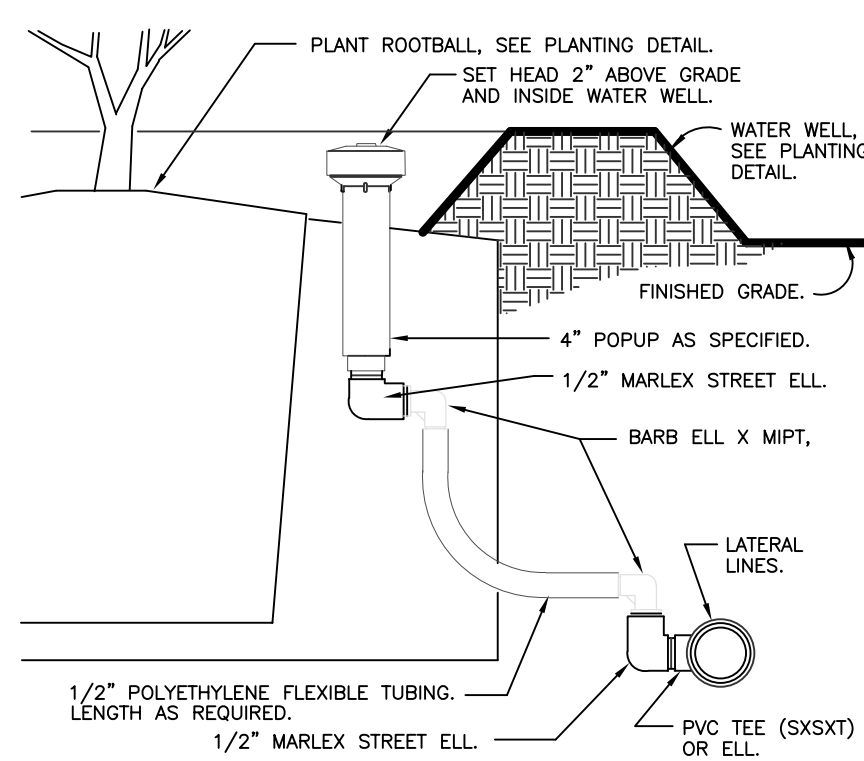 PLANT ROOTBALL, SEE PLANTING DETAIL.
SET HEAD 2” ABOVE GRADE
AND INSIDE WATER WELL.
WATER WELL,
SEE PLANTING
DETAIL.
FINISHED GRADE.
4” POPUP AS SPECIFIED.
1/2” MARLEX STREET ELL.
BARB ELL X MIPT,
LATERAL
LINES.
1/2” POLYETHYLENE FLEXIBLE TUBING.
LENGTH AS REQUIRED.
1/2” MARLEX STREET ELL.
PVC TEE (SXSXT)
OR ELL.